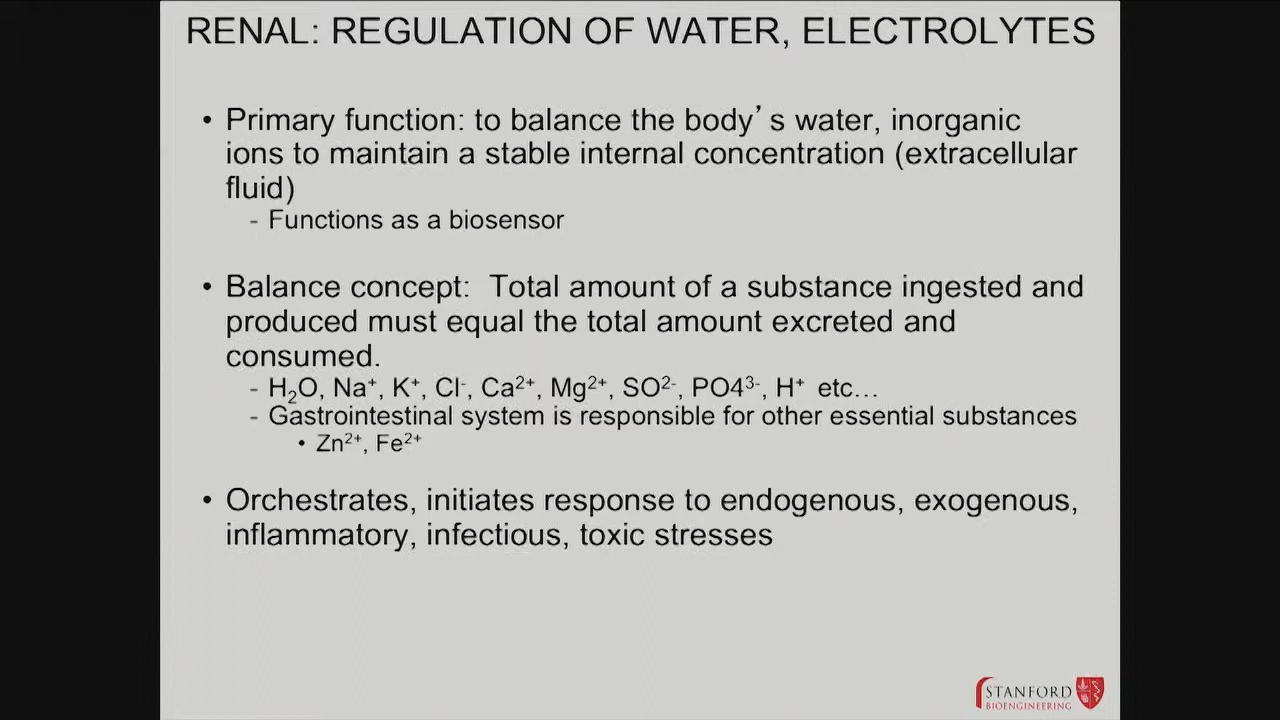 RENAL: REGULATION OF WATER, ELECTROLYTES
• Primary function: to balance the body's water, inorganic
ions to maintain a stable internal concentration (extracellular
fluid)
- Functions as a biosensor
• Balance concept: Total amount of a substance ingested and
produced must equal the total amount excreted and
consumed.
- H₂O, Na⁺, K⁺, Cl⁻, Ca²⁺, Mg²⁺, SO²⁻, PO4³⁻, H⁺ etc…
- Gastrointestinal system is responsible for other essential substances
• Zn²⁺, Fe²⁺
• Orchestrates, initiates response to endogenous, exogenous,
inflammatory, infectious, toxic stresses
STANFORD
BIOENGINEERING